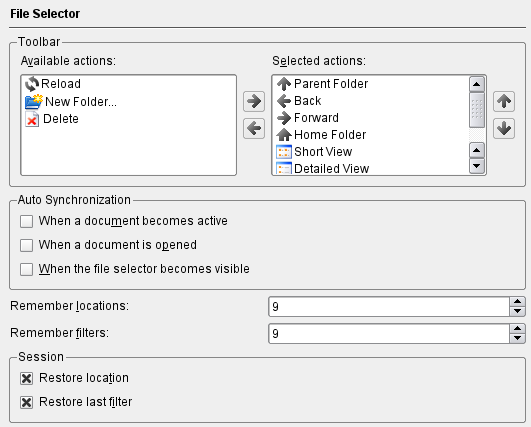 File Selector
Toolbar
Available actions:
Selected actions:
Reload
New Folder...
Delete
Parent Folder
Back
Forward
Home Folder
Short View
Detailed View
Auto Synchronization
When a document becomes active
When a document is opened
When the file selector becomes visible
Remember locations: 9
Remember filters: 9
Session
Restore location
Restore last filter